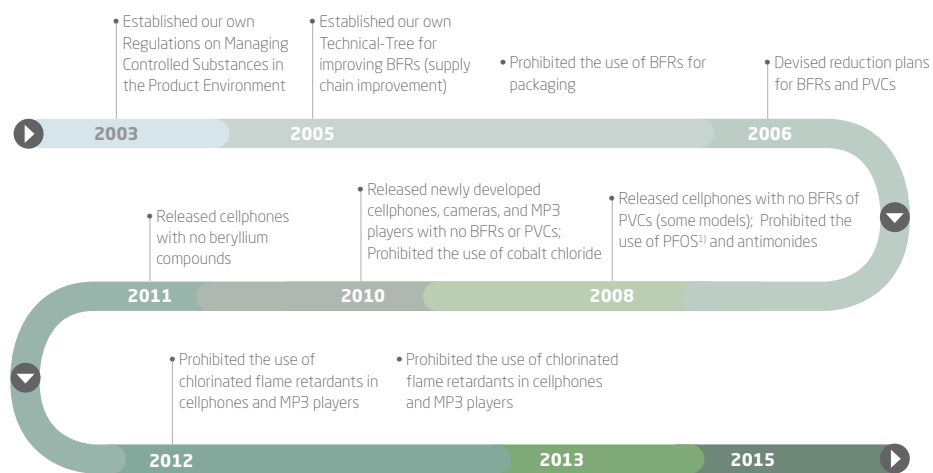 Established our own
Regulations on Managing
Controlled Substances in
the Product Environment
Established our own
Technical-Tree for
improving BFRs (supply
chain improvement)
Prohibited the use of BFRs for
packaging
Devised reduction plans
for BFRs and PVCs
2003
2005
2006
Released cellphones
with no beryllium
compounds
Released newly developed
cellphones, cameras, and MP3
players with no BFRs or PVCs;
Prohibited the use of cobalt chloride
Released cellphones with no BFRs of
PVCs (some models); Prohibited the
use of PFOS1) and antimonides
2011
2010
2008
Prohibited the use of
chlorinated flame retardants in
cellphones and MP3 players
Prohibited the use of chlorinated
flame retardants in cellphones
and MP3 players
2012
2013
2015